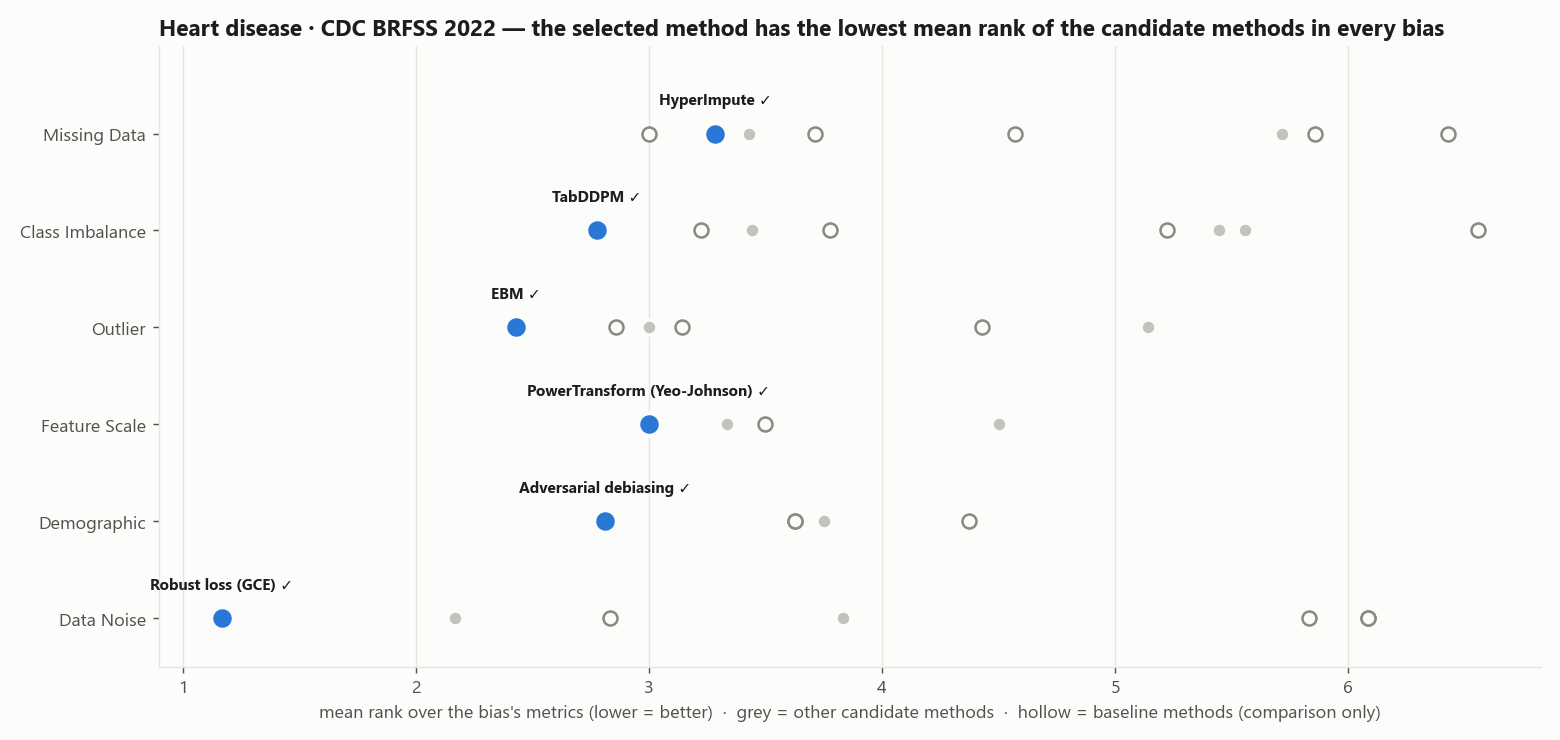 Heart disease · CDC BRFSS 2022 — the selected method has the lowest mean rank of the candidate methods in every bias
HyperImpute ✓
Missing Data
TabDDPM ✓
Class Imbalance
EBM ✓
Outlier
PowerTransform (Yeo-Johnson) ✓
Feature Scale
Adversarial debiasing ✓
Demographic
Robust loss (GCE) ✓
Data Noise
1 2 3 4 5 6
mean rank over the bias's metrics (lower = better) · grey = other candidate methods · hollow = baseline methods (comparison only)